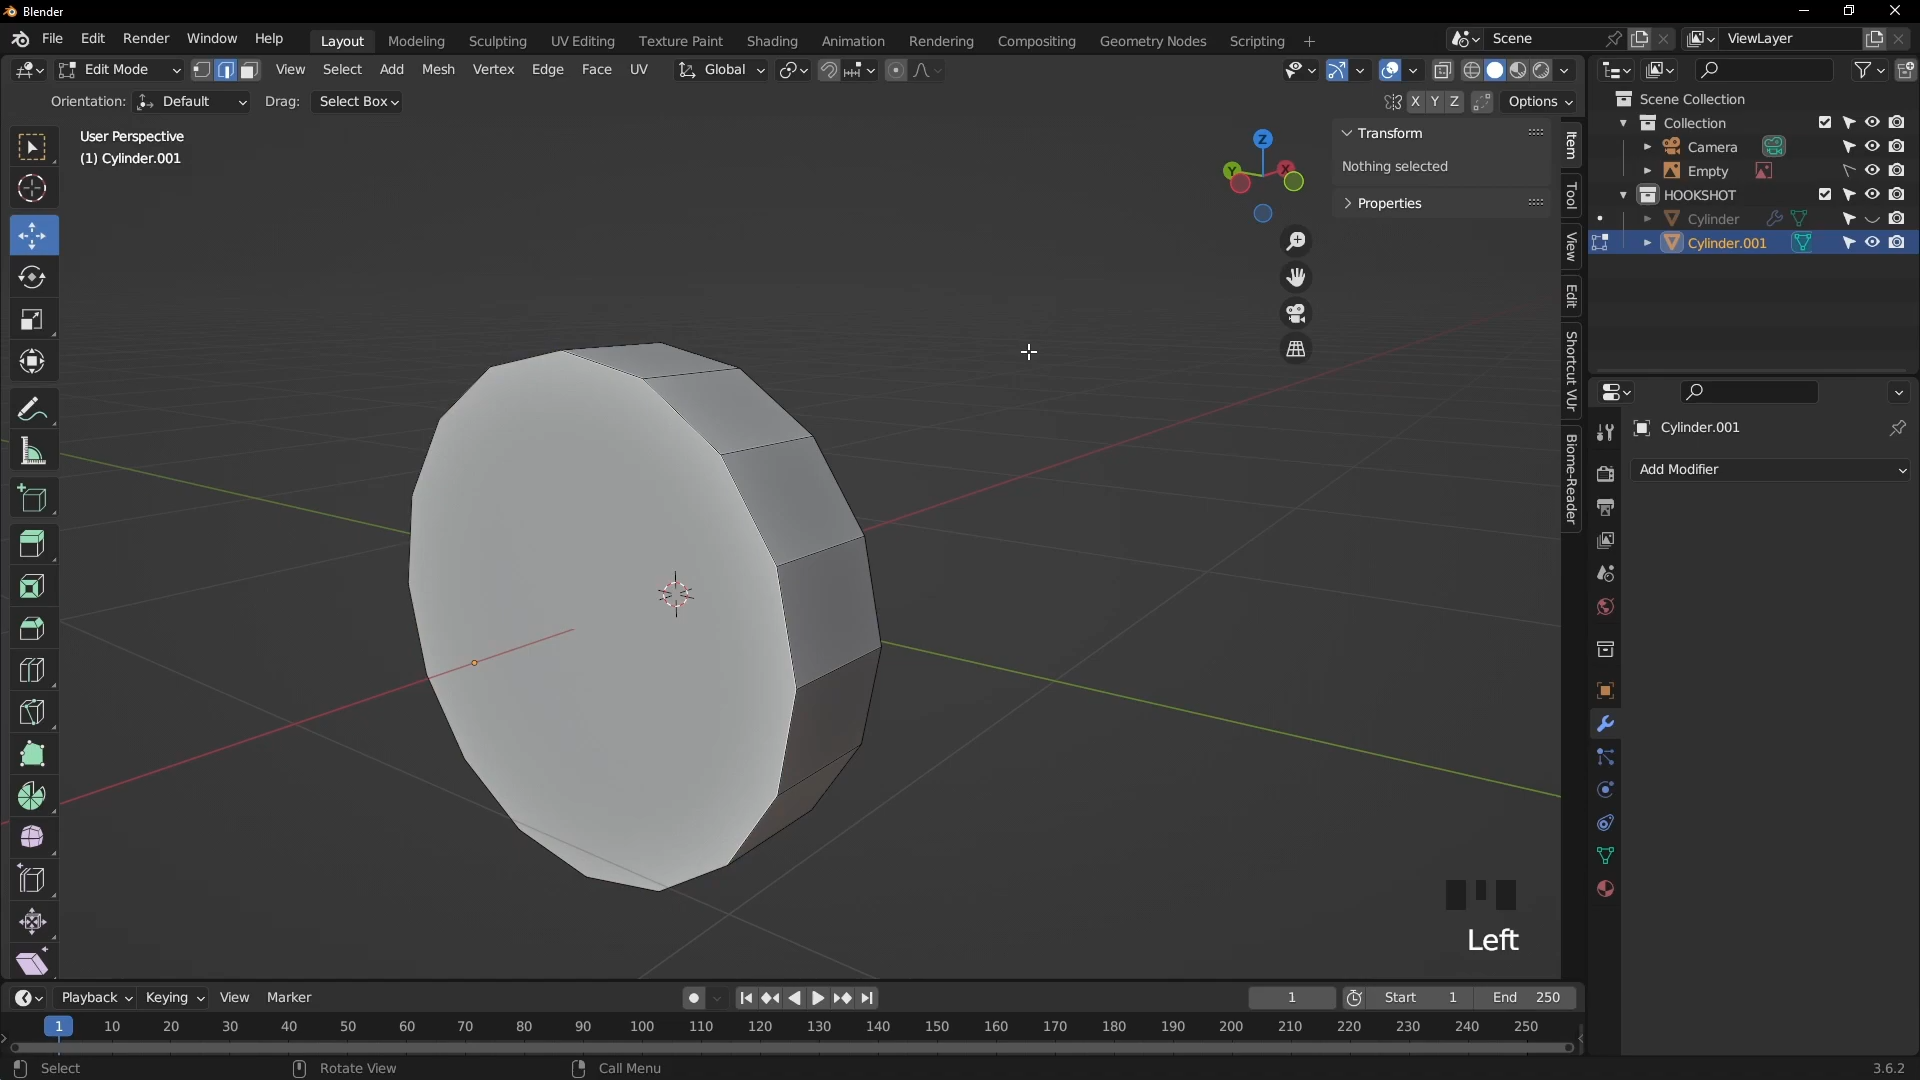 Blender
File Edit Render Window Help Layout Modeling Sculpting UV Editing Texture Paint Shading Animation Rendering Compositing Geometry Nodes Scripting + Scene ViewLayer
Edit Mode View Select Add Mesh Vertex Edge Face UV Global
Orientation: Default Drag: Select Box X Y Z Options
User Perspective
(1) Cylinder.001
Z
Y
X
Transform
Nothing selected
Properties
Item
Tool
View
Edit
Shortcut VUr
Biome-Reader
Scene Collection
Collection
Camera
Empty
HOOKSHOT
Cylinder
Cylinder.001
Cylinder.001
Add Modifier
Left
Playback Keying View Marker 1 Start 1 End 250
1 10 20 30 40 50 60 70 80 90 100 110 120 130 140 150 160 170 180 190 200 210 220 230 240 250
Select Rotate View Call Menu 3.6.2